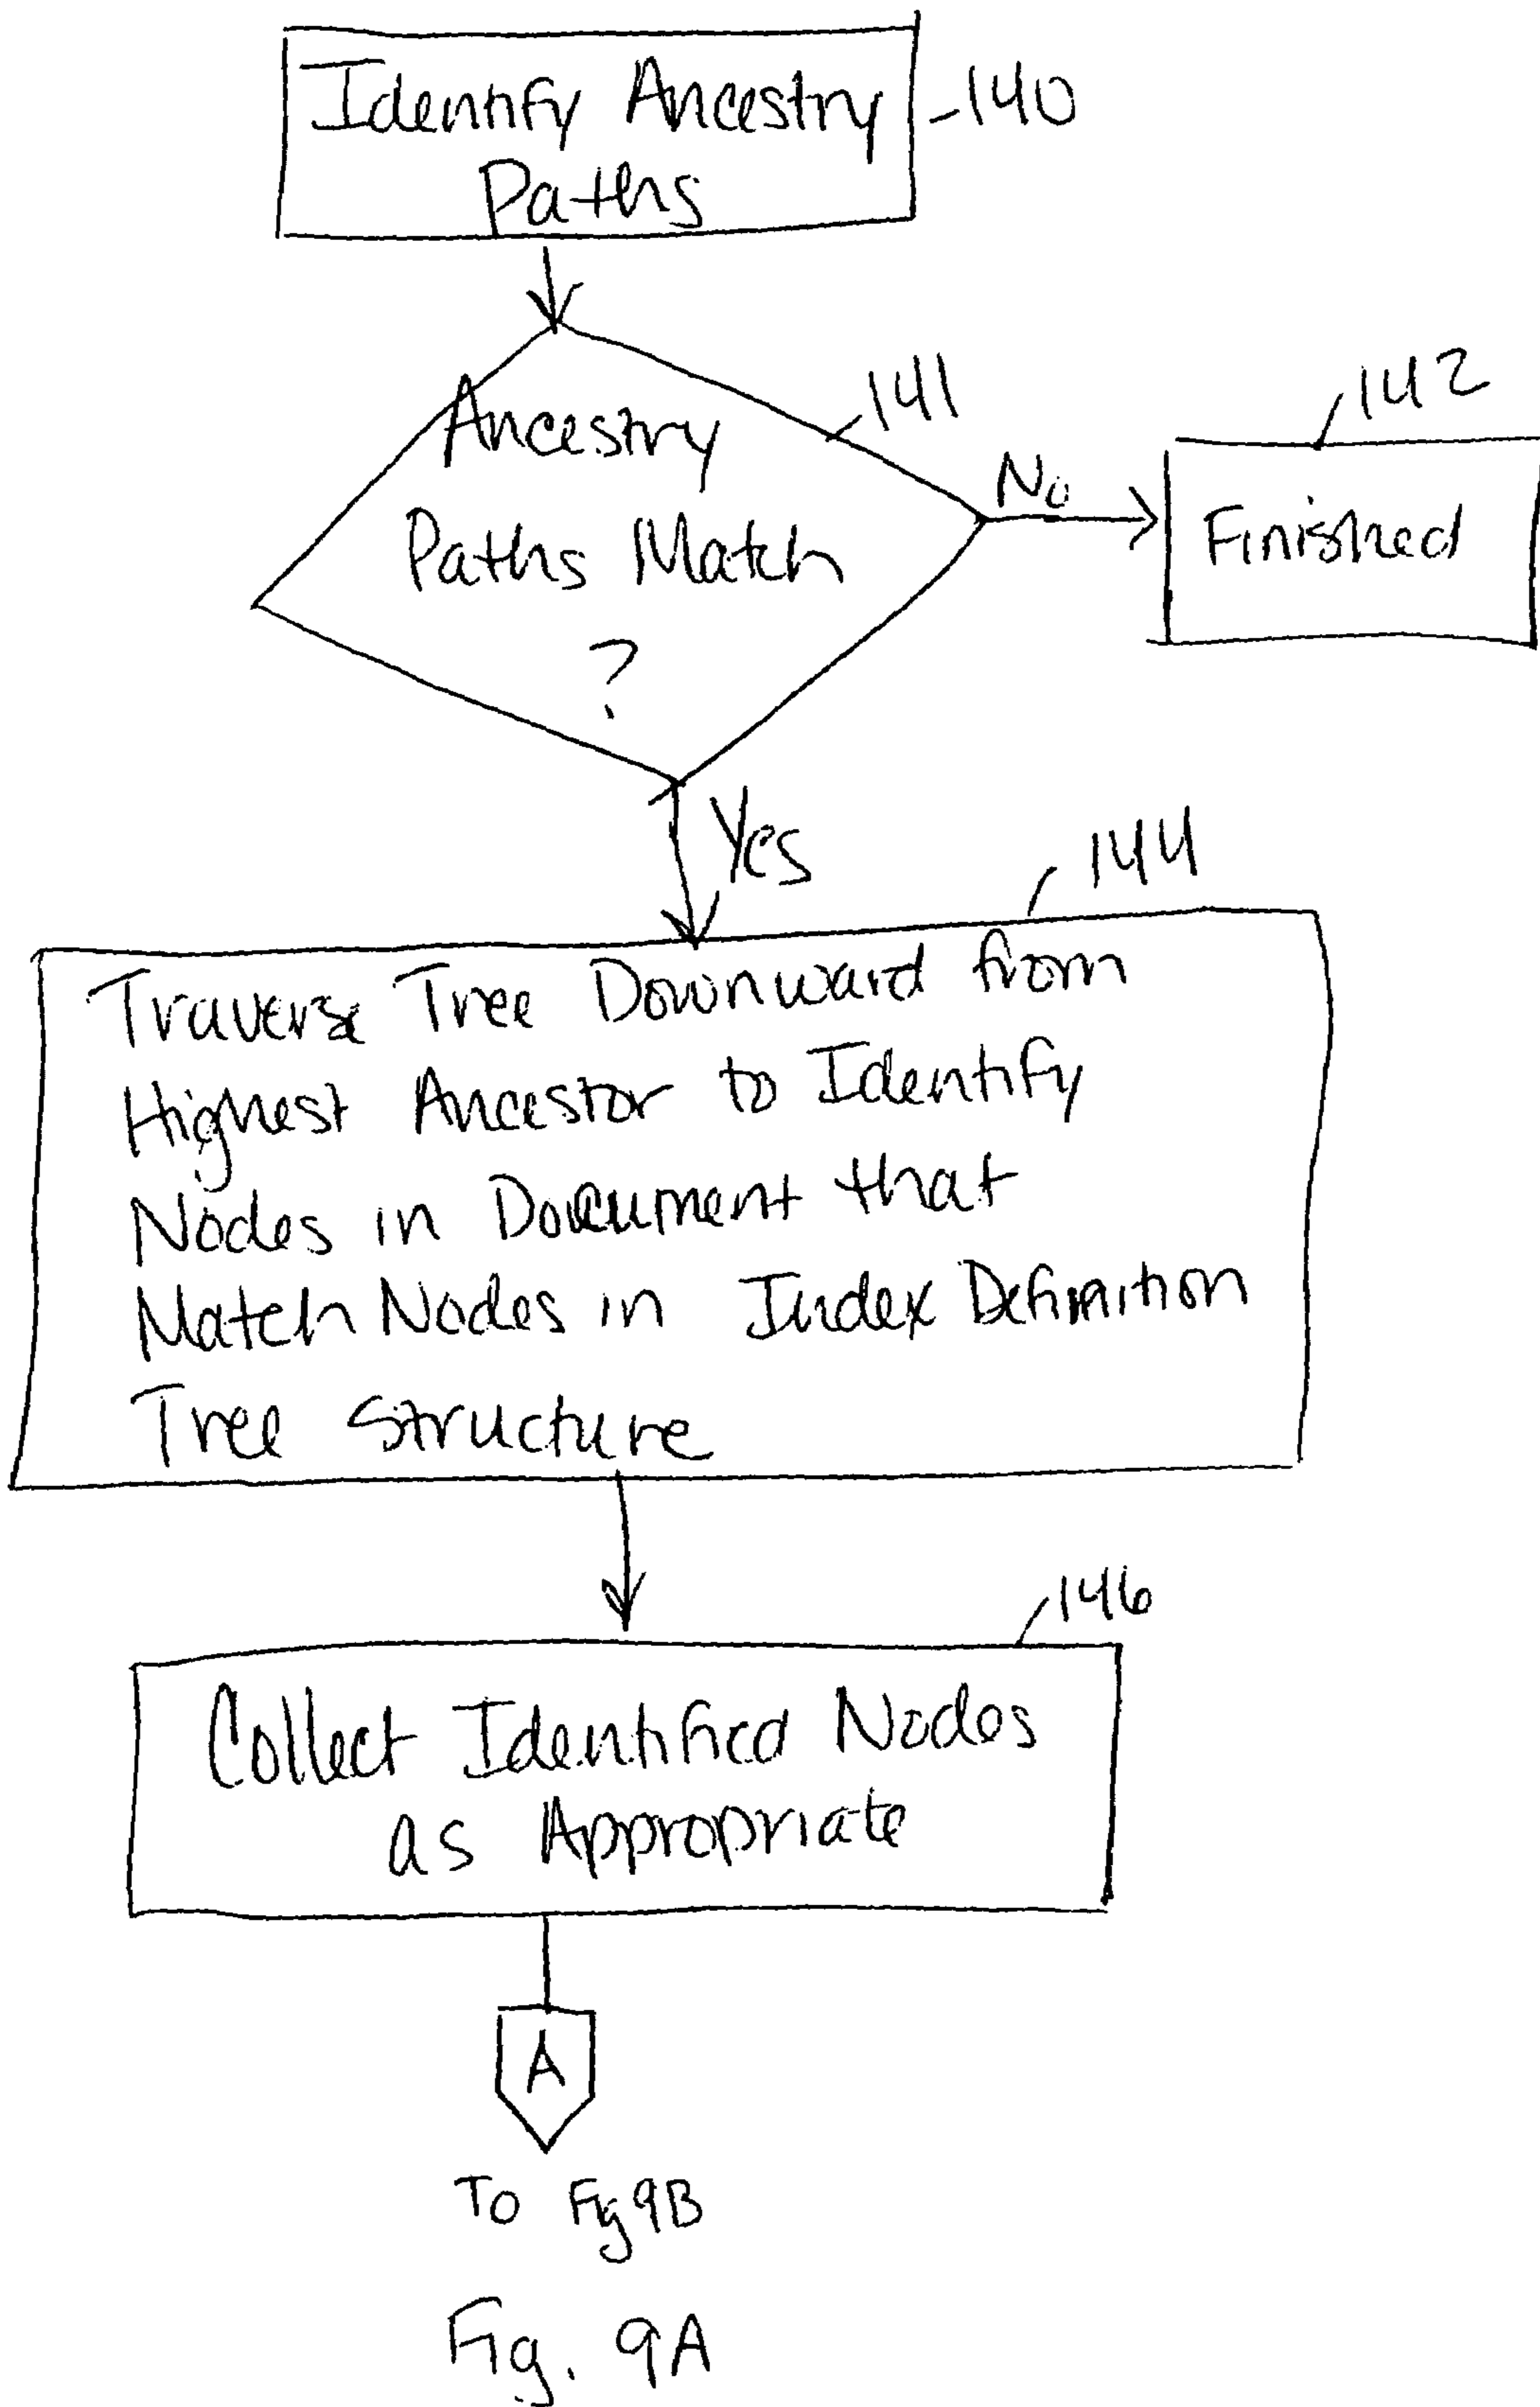 Identify Ancestry
Paths
140
Ancestry
Paths Match
?
141
No
142
Finished
Yes
144
Traverse Tree Downward from
Highest Ancestor to Identify
Nodes in Document that
Match Nodes in Index Definition
Tree Structure
146
Collect Identified Nodes
as Appropriate
A
To Fig 9B
Fig. 9A